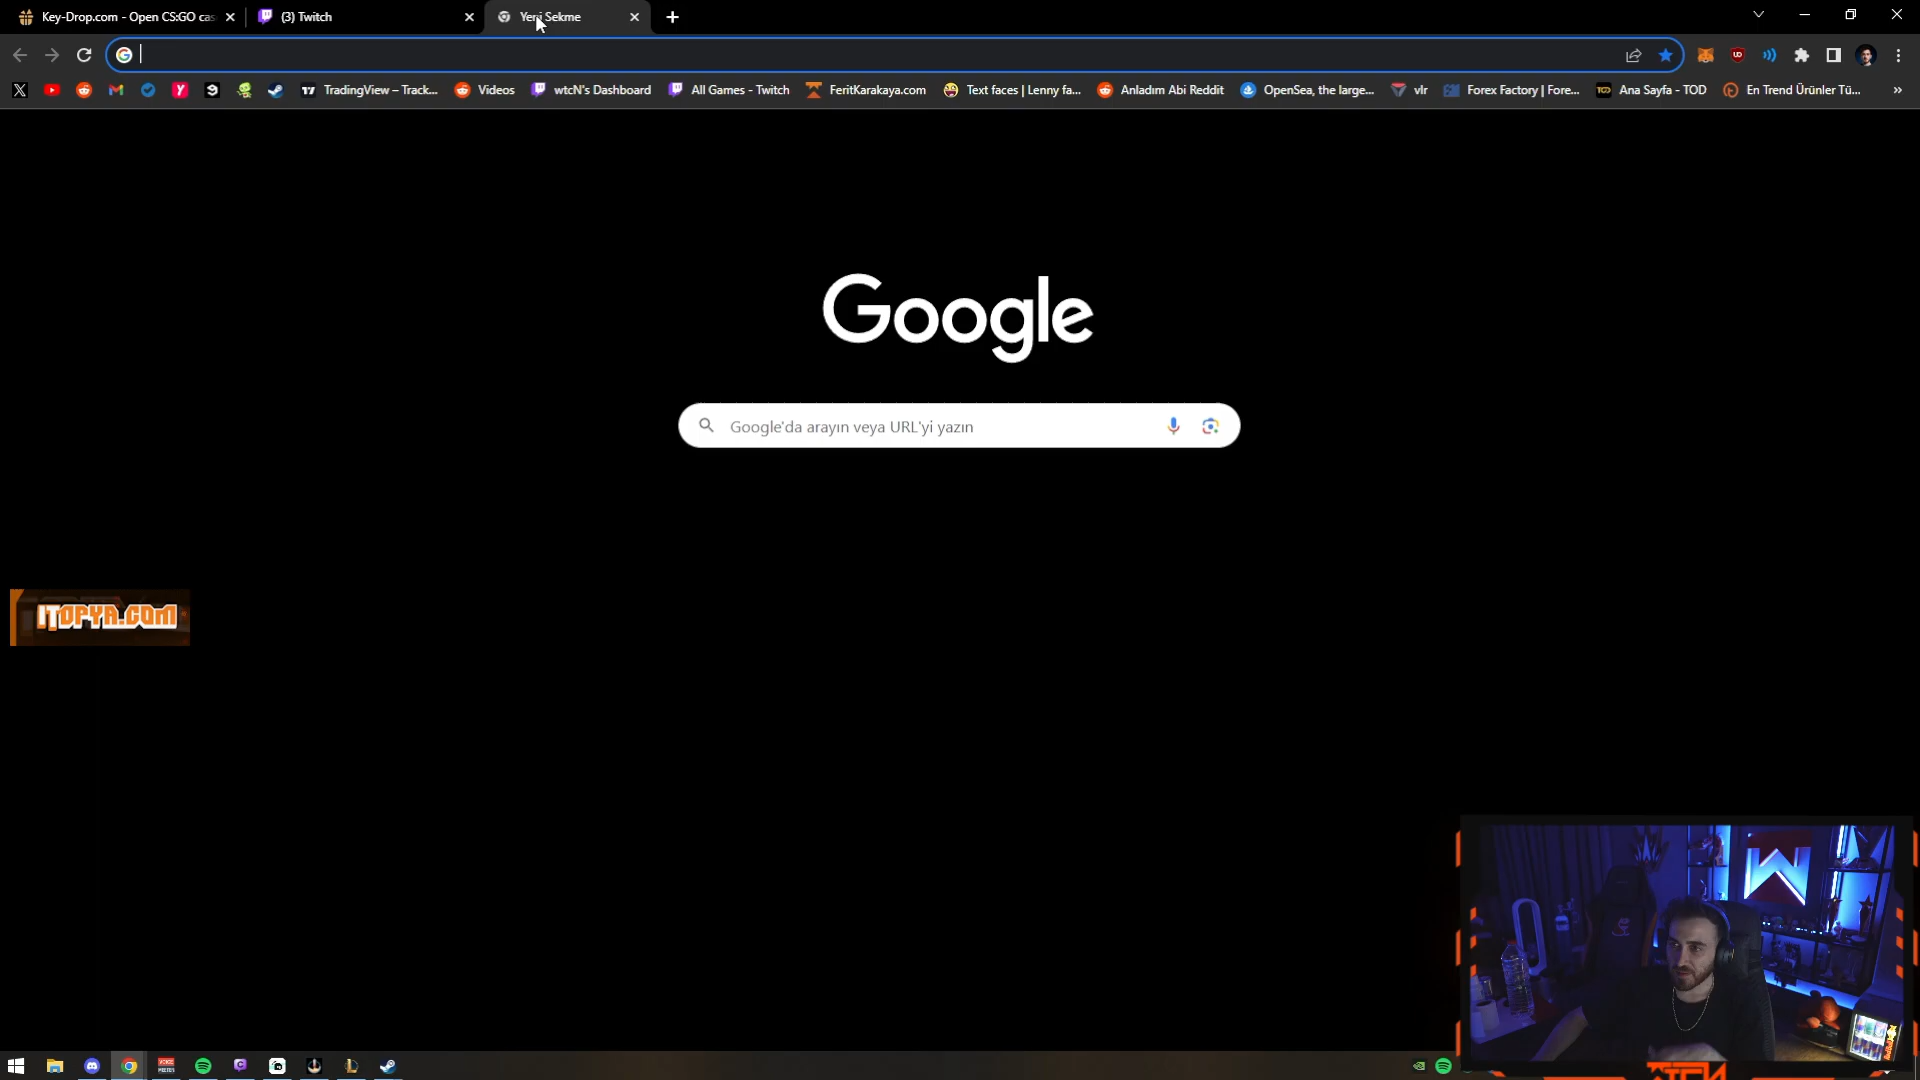 Key-Drop.com - Open CS:GO cas
(3) Twitch
Yeni Sekme
TradingView – Track...
Videos
wtcN's Dashboard
All Games - Twitch
FeritKarakaya.com
Text faces | Lenny fa...
Anladım Abi Reddit
OpenSea, the large...
vlr
Forex Factory | Fore...
Ana Sayfa - TOD
En Trend Ürünler Tü...
»
Google
Google'da arayın veya URL'yi yazın
ITOPYA.COM